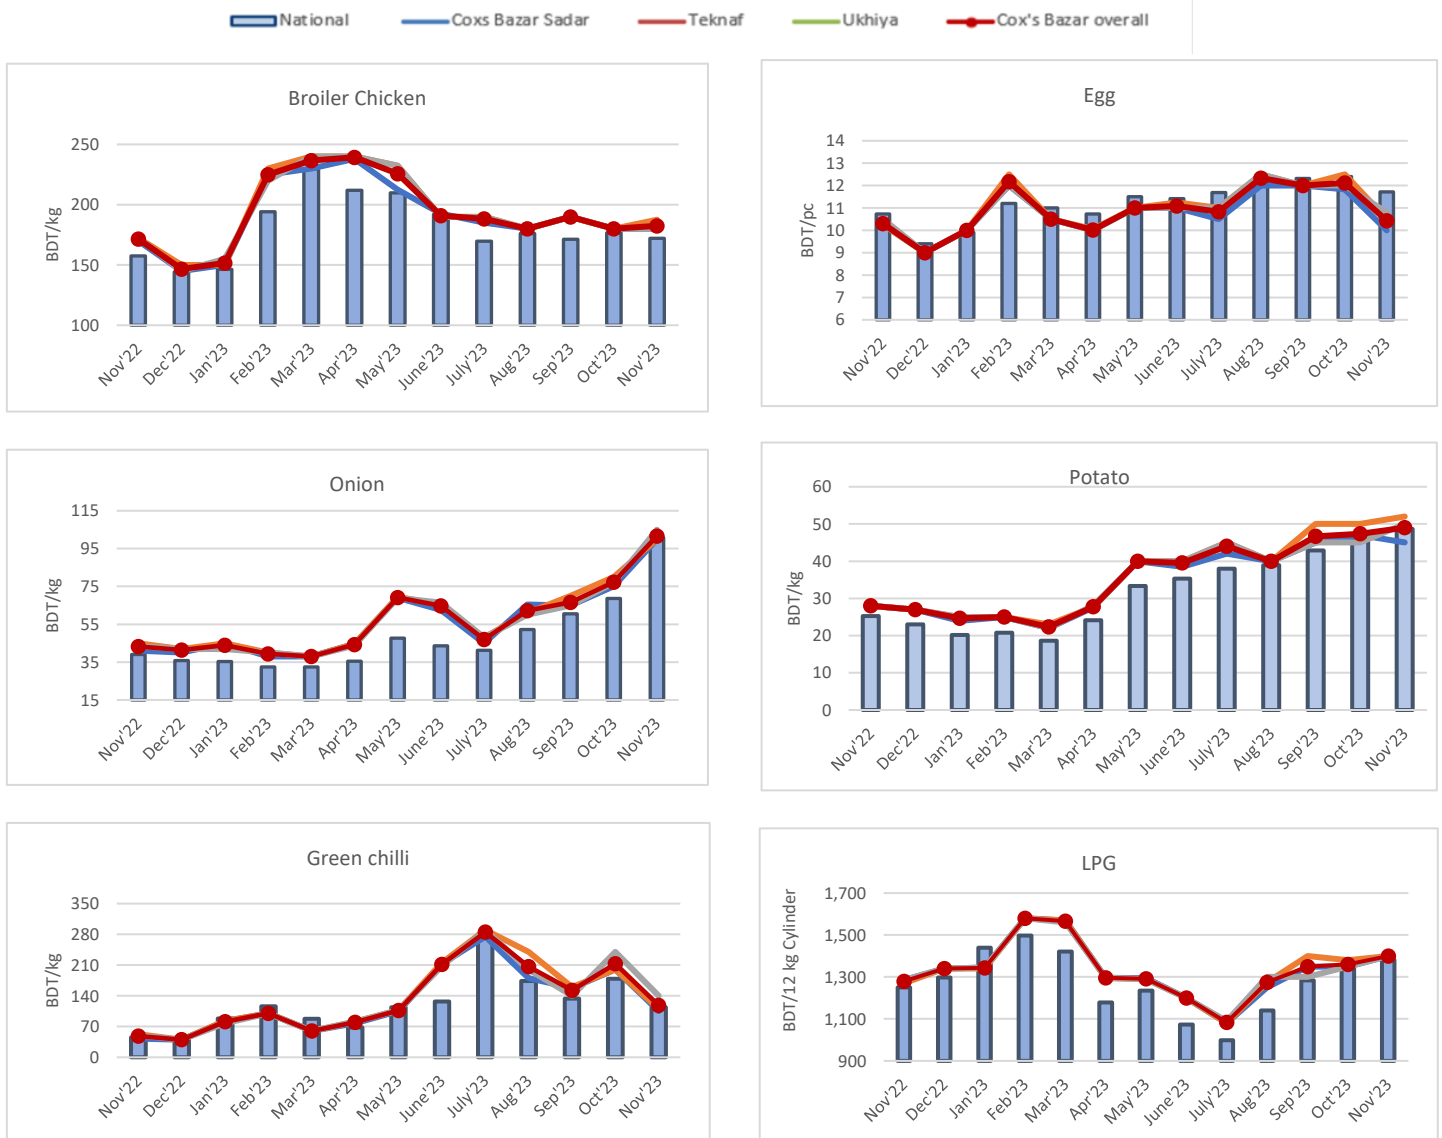 National Coxs Bazar Sadar Teknaf Ukhiya Cox's Bazar overall
Broiler Chicken
BDT/kg
250
200
150
100
Nov'22 Dec'22 Jan'23 Feb'23 Mar'23 Apr'23 May'23 June'23 July'23 Aug'23 Sep'23 Oct'23 Nov'23
Egg
BDT/pc
14
13
12
11
10
9
8
7
6
Nov'22 Dec'22 Jan'23 Feb'23 Mar'23 Apr'23 May'23 June'23 July'23 Aug'23 Sep'23 Oct'23 Nov'23
Onion
BDT/kg
115
95
75
55
35
15
Nov'22 Dec'22 Jan'23 Feb'23 Mar'23 Apr'23 May'23 June'23 July'23 Aug'23 Sep'23 Oct'23 Nov'23
Potato
BDT/kg
60
50
40
30
20
10
0
Nov'22 Dec'22 Jan'23 Feb'23 Mar'23 Apr'23 May'23 June'23 July'23 Aug'23 Sep'23 Oct'23 Nov'23
Green chilli
BDT/kg
350
280
210
140
70
0
Nov'22 Dec'22 Jan'23 Feb'23 Mar'23 Apr'23 May'23 June'23 July'23 Aug'23 Sep'23 Oct'23 Nov'23
LPG
BDT/12 kg Cylinder
1,700
1,500
1,300
1,100
900
Nov'22 Dec'22 Jan'23 Feb'23 Mar'23 Apr'23 May'23 June'23 July'23 Aug'23 Sep'23 Oct'23 Nov'23